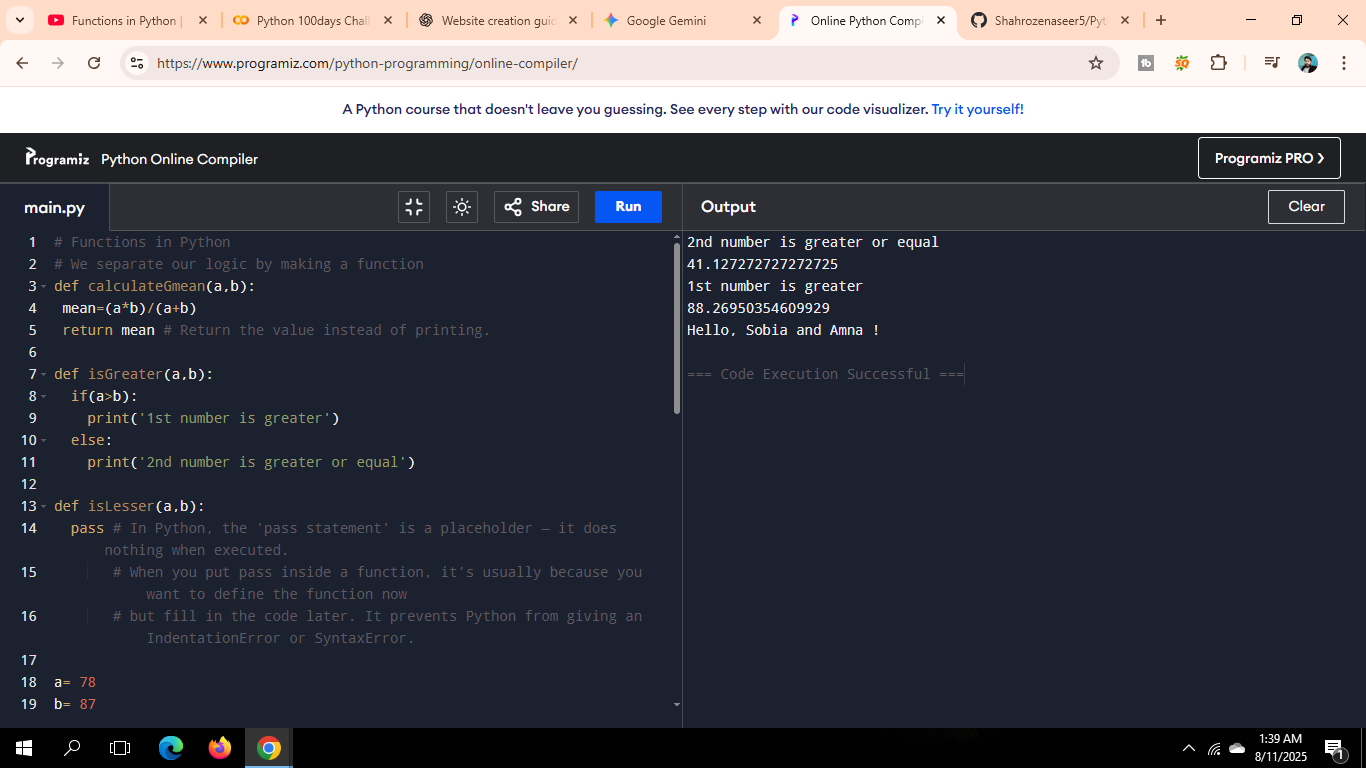 Functions in Python |
Python 100days Chall
Website creation guid
Google Gemini
Online Python Compi
Shahrozenaseer5/Pyt
https://www.programiz.com/python-programming/online-compiler/
A Python course that doesn't leave you guessing. See every step with our code visualizer. Try it yourself!
Programiz Python Online Compiler
Programiz PRO ❯
main.py
Share
Run
Output
Clear
1 # Functions in Python
2 # We separate our logic by making a function
3 def calculateGmean(a,b):
4 mean=(a*b)/(a+b)
5 return mean # Return the value instead of printing.
6
7 def isGreater(a,b):
8 if(a>b):
9 print('1st number is greater')
10 else:
11 print('2nd number is greater or equal')
12
13 def isLesser(a,b):
14 pass # In Python, the 'pass statement' is a placeholder — it does
nothing when executed.
15 # When you put pass inside a function, it's usually because you
want to define the function now
16 # but fill in the code later. It prevents Python from giving an
IndentationError or SyntaxError.
17
18 a= 78
19 b= 87
2nd number is greater or equal
41.127272727272725
1st number is greater
88.26950354609929
Hello, Sobia and Amna !
=== Code Execution Successful ===
1:39 AM
8/11/2025
1